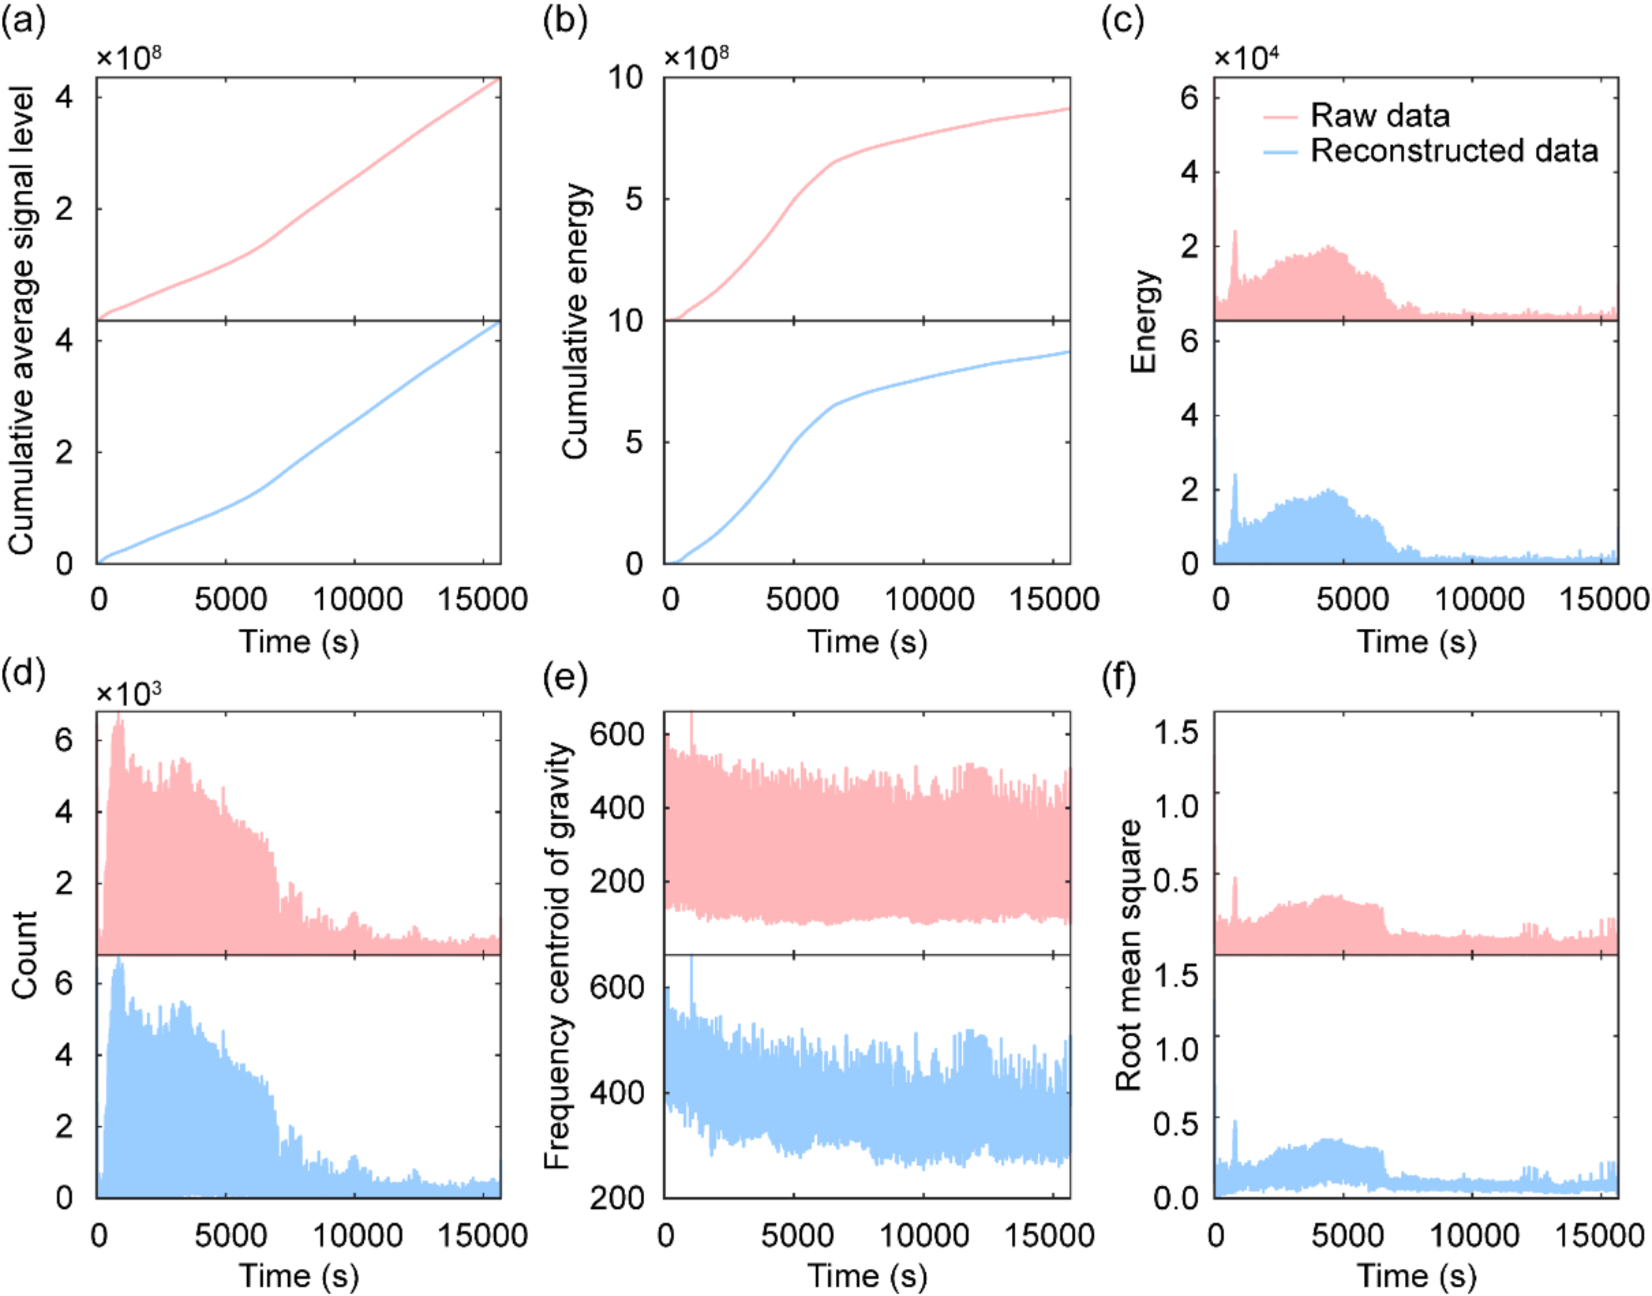 (a)
×10⁸
4
2
4
2
0
Cumulative average signal level
0 5000 10000 15000
Time (s)
(b)
×10⁸
10
5
10
5
0
Cumulative energy
0 5000 10000 15000
Time (s)
(c)
×10⁴
6
4
2
6
4
2
0
Raw data
Reconstructed data
Energy
0 5000 10000 15000
Time (s)
(d)
×10³
6
4
2
6
4
2
0
Count
0 5000 10000 15000
Time (s)
(e)
600
400
200
600
400
200
Frequency centroid of gravity
0 5000 10000 15000
Time (s)
(f)
1.5
1.0
0.5
1.5
1.0
0.5
0.0
Root mean square
0 5000 10000 15000
Time (s)